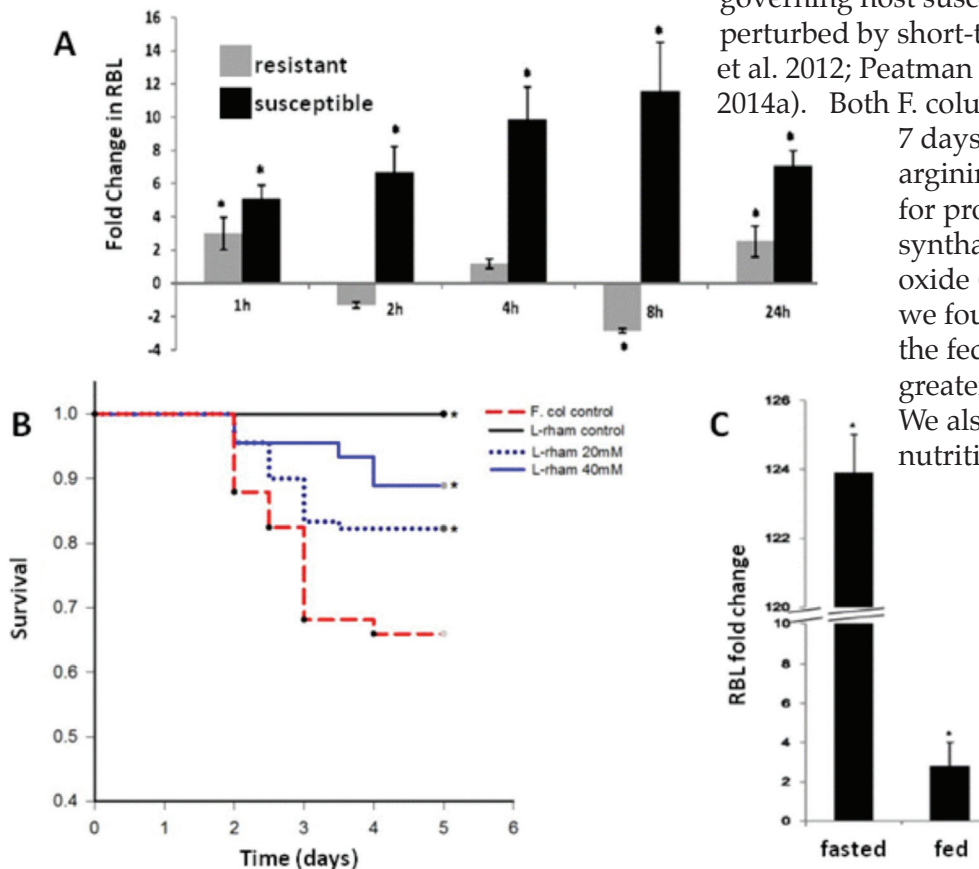 governing host susce
perturbed by short-t
et al. 2012; Peatman
2014a). Both F. colu
7 days
arginin
for pro
syntha
oxide
we fou
the fed
greate
We als
nutriti
A
Fold Change in RBL
16
14
12
10
8
6
4
2
0
-2
-4
resistant
susceptible
* * * * * * * *
1h 2h 4h 8h 24h
B
Survival
1.0
0.9
0.8
0.7
0.6
0.5
0.4
F. col control
L-rham control
L-rham 20mM
L-rham 40mM
*
*
*
0 1 2 3 4 5 6
Time (days)
C
RBL fold change
126
124
122
120
10
8
6
4
2
0
* *
fasted fed